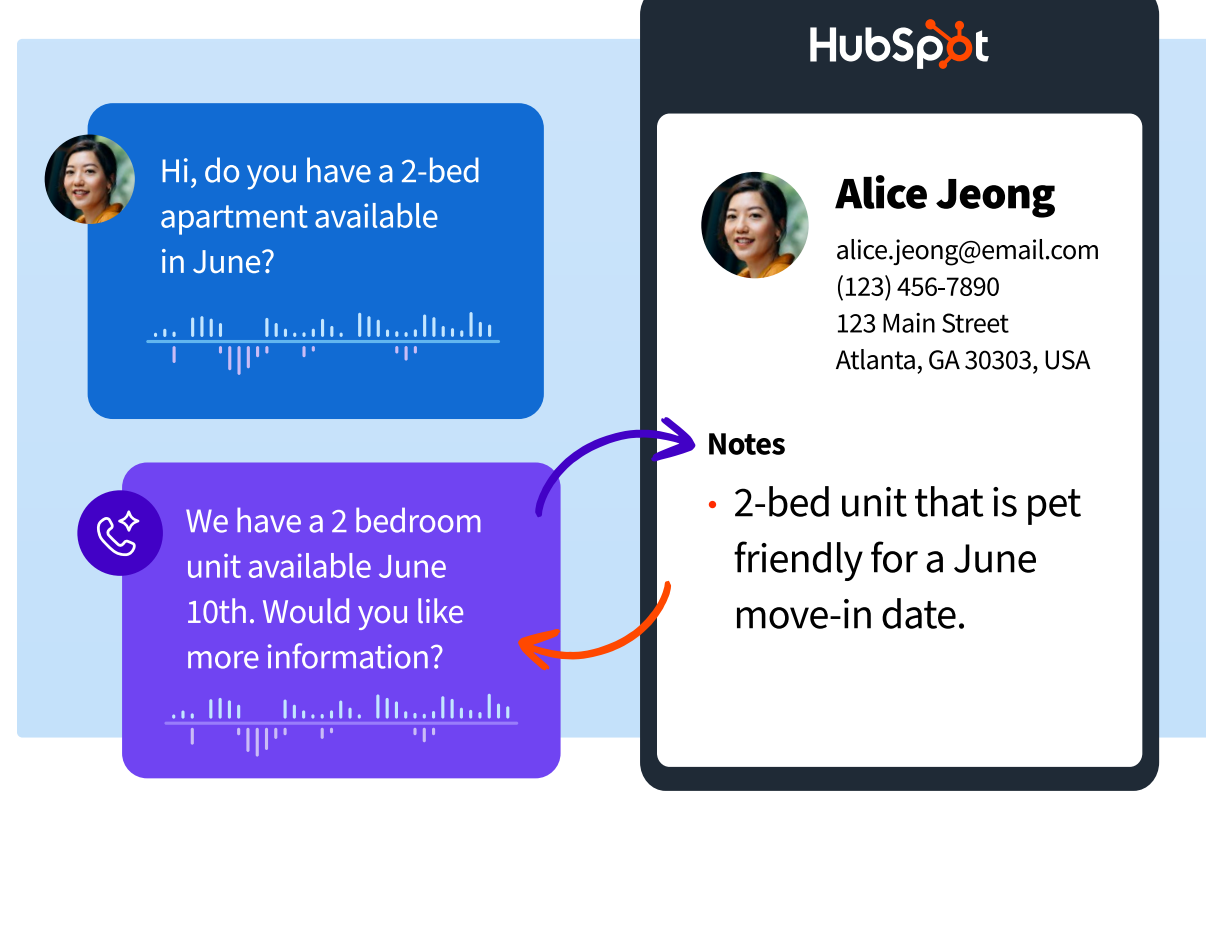 Hi, do you have a 2-bed
apartment available
in June?
We have a 2 bedroom
unit available June
10th. Would you like
more information?
HubSpot
Alice Jeong
alice.jeong@email.com
(123) 456-7890
123 Main Street
Atlanta, GA 30303, USA
Notes
• 2-bed unit that is pet
friendly for a June
move-in date.